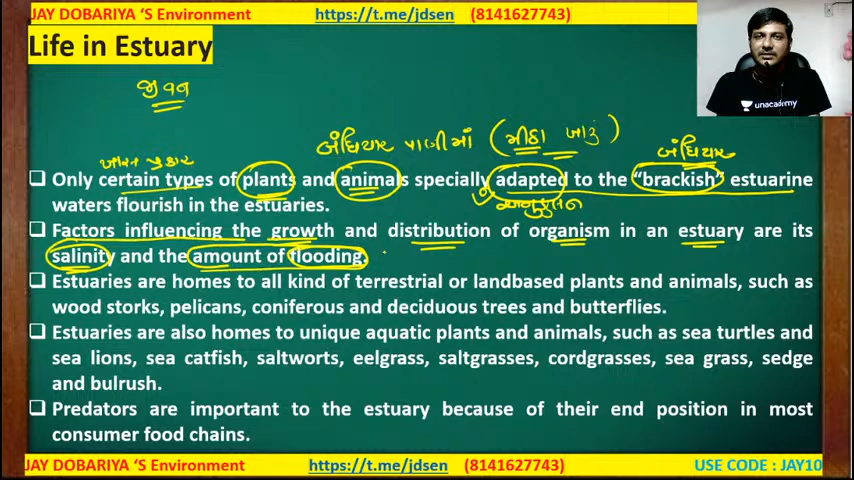 JAY DOBARIYA ‘S Environment https://t.me/jdsen (8141627743)
Life in Estuary
જીવન
unacademy
બંધિયાર પાણીમાં (મીઠા ખારું)
પ્રકાર બંધિયાર
❑ Only certain types of plants and animals specially adapted to the “brackish” estuarine
અનુકુલન
waters flourish in the estuaries.
❑ Factors influencing the growth and distribution of organism in an estuary are its
salinity and the amount of flooding.
❑ Estuaries are homes to all kind of terrestrial or landbased plants and animals, such as
wood storks, pelicans, coniferous and deciduous trees and butterflies.
❑ Estuaries are also homes to unique aquatic plants and animals, such as sea turtles and
sea lions, sea catfish, saltworts, eelgrass, saltgrasses, cordgrasses, sea grass, sedge
and bulrush.
❑ Predators are important to the estuary because of their end position in most
consumer food chains.
JAY DOBARIYA ‘S Environment https://t.me/jdsen (8141627743) USE CODE : JAY10